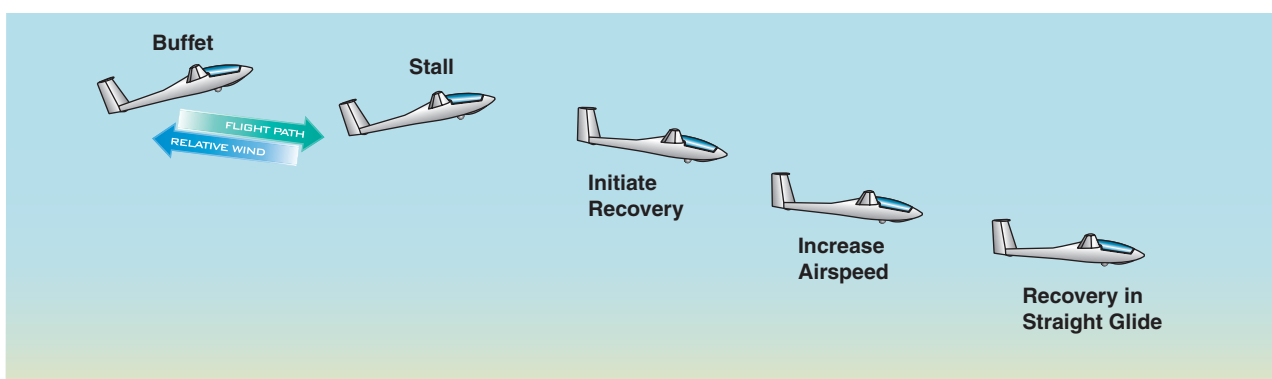 Buffet
Stall
FLIGHT PATH
RELATIVE WIND
Initiate
Recovery
Increase
Airspeed
Recovery in
Straight Glide